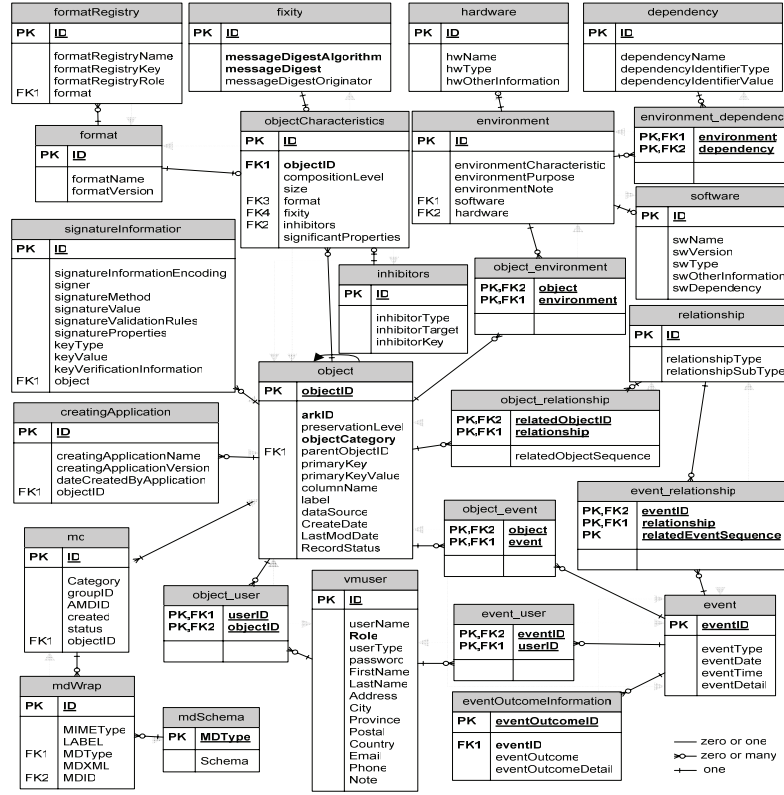 formatRegistry
PK ID
formatRegistryName
formatRegistryKey
formatRegistryRole
FK1 format
fixity
PK ID
messageDigestAlgorithm
messageDigest
messageDigestOriginator
hardware
PK ID
hwName
hwType
hwOtherInformation
dependency
PK ID
dependencyName
dependencyIdentifierType
dependencyIdentifierValue
format
PK ID
formatName
formatVersion
objectCharacteristics
PK ID
FK1 objectID
compositionLevel
size
FK3 format
FK4 fixity
FK2 inhibitors
significantProperties
environment
PK ID
environmentCharacteristic
environmentPurpose
environmentNote
FK1 software
FK2 hardware
environment_dependenc
PK,FK1 environment
PK,FK2 dependency
software
PK ID
swName
swVersion
swType
swOtherInformation
swDependency
signatureInformation
PK ID
signatureInformationEncoding
signer
signatureMethod
signatureValue
signatureValidationRules
signatureProperties
keyType
keyValue
keyVerificationInformation
FK1 object
inhibitors
PK ID
inhibitorType
inhibitorTarget
inhibitorKey
object_environment
PK,FK2 object
PK,FK1 environment
relationship
PK ID
relationshipType
relationshipSubType
object
PK objectID
arkID
preservationLevel
objectCategory
FK1 parentObjectID
primaryKey
primaryKeyValue
columnName
label
dataSource
CreateDate
LastModDate
RecordStatus
object_relationship
PK,FK2 relatedObjectID
PK,FK1 relationship
relatedObjectSequence
creatingApplication
PK ID
creatingApplicationName
creatingApplicationVersion
dateCreatedByApplication
FK1 objectID
object_event
PK,FK2 object
PK,FK1 event
event_relationship
PK,FK2 eventID
PK,FK1 relationship
PK relatedEventSequence
mc
PK ID
Category
groupID
AMDID
created
status
FK1 objectID
object_user
PK,FK1 userID
PK,FK2 objectID
vmuser
PK ID
userName
Role
userType
password
FirstName
LastName
Address
City
Province
Postal
Country
Email
Phone
Note
event_user
PK,FK2 eventID
PK,FK1 userID
event
PK eventID
eventType
eventDate
eventTime
eventDetail
mdWrap
PK ID
MIMEType
LABEL
FK1 MDType
MDXML
FK2 MDID
mdSchema
PK MDType
Schema
eventOutcomeInformation
PK eventOutcomeID
FK1 eventID
eventOutcome
eventOutcomeDetail
zero or one
zero or many
one